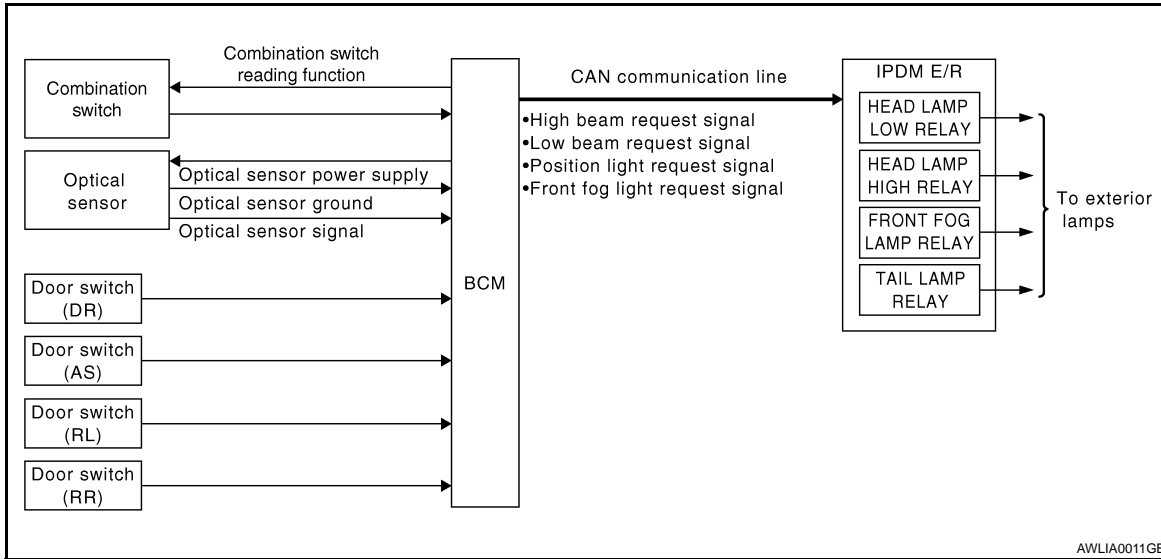 Combination switch
reading function
Combination
switch
Optical
sensor
Optical sensor power supply
Optical sensor ground
Optical sensor signal
Door switch
(DR)
Door switch
(AS)
Door switch
(RL)
Door switch
(RR)
BCM
CAN communication line
•High beam request signal
•Low beam request signal
•Position light request signal
•Front fog light request signal
IPDM E/R
HEAD LAMP
LOW RELAY
HEAD LAMP
HIGH RELAY
FRONT FOG
LAMP RELAY
TAIL LAMP
RELAY
To exterior
lamps